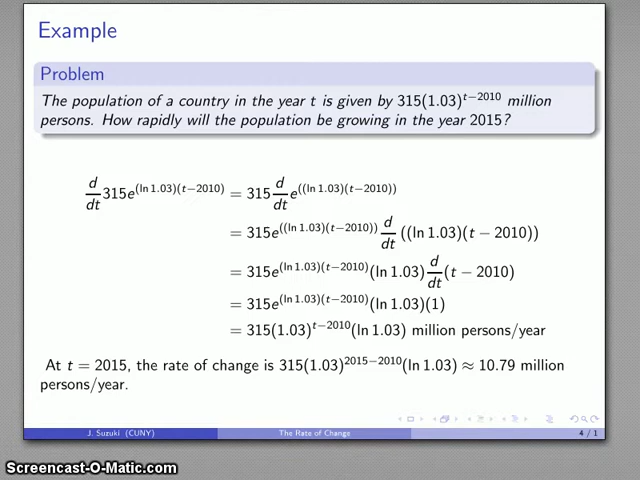 Example
Problem
The population of a country in the year t is given by 315(1.03)^{t−2010} million
persons. How rapidly will the population be growing in the year 2015?
d/dt 315e^{(ln 1.03)(t−2010)} = 315 d/dt e^{((ln 1.03)(t−2010))}
= 315e^{((ln 1.03)(t−2010))} d/dt ((ln 1.03)(t − 2010))
= 315e^{(ln 1.03)(t−2010)}(ln 1.03) d/dt (t − 2010)
= 315e^{(ln 1.03)(t−2010)}(ln 1.03)(1)
= 315(1.03)^{t−2010}(ln 1.03) million persons/year
At t = 2015, the rate of change is 315(1.03)^{2015−2010}(ln 1.03) ≈ 10.79 million
persons/year.
J. Suzuki (CUNY) The Rate of Change 4 / 1
Screencast-O-Matic.com